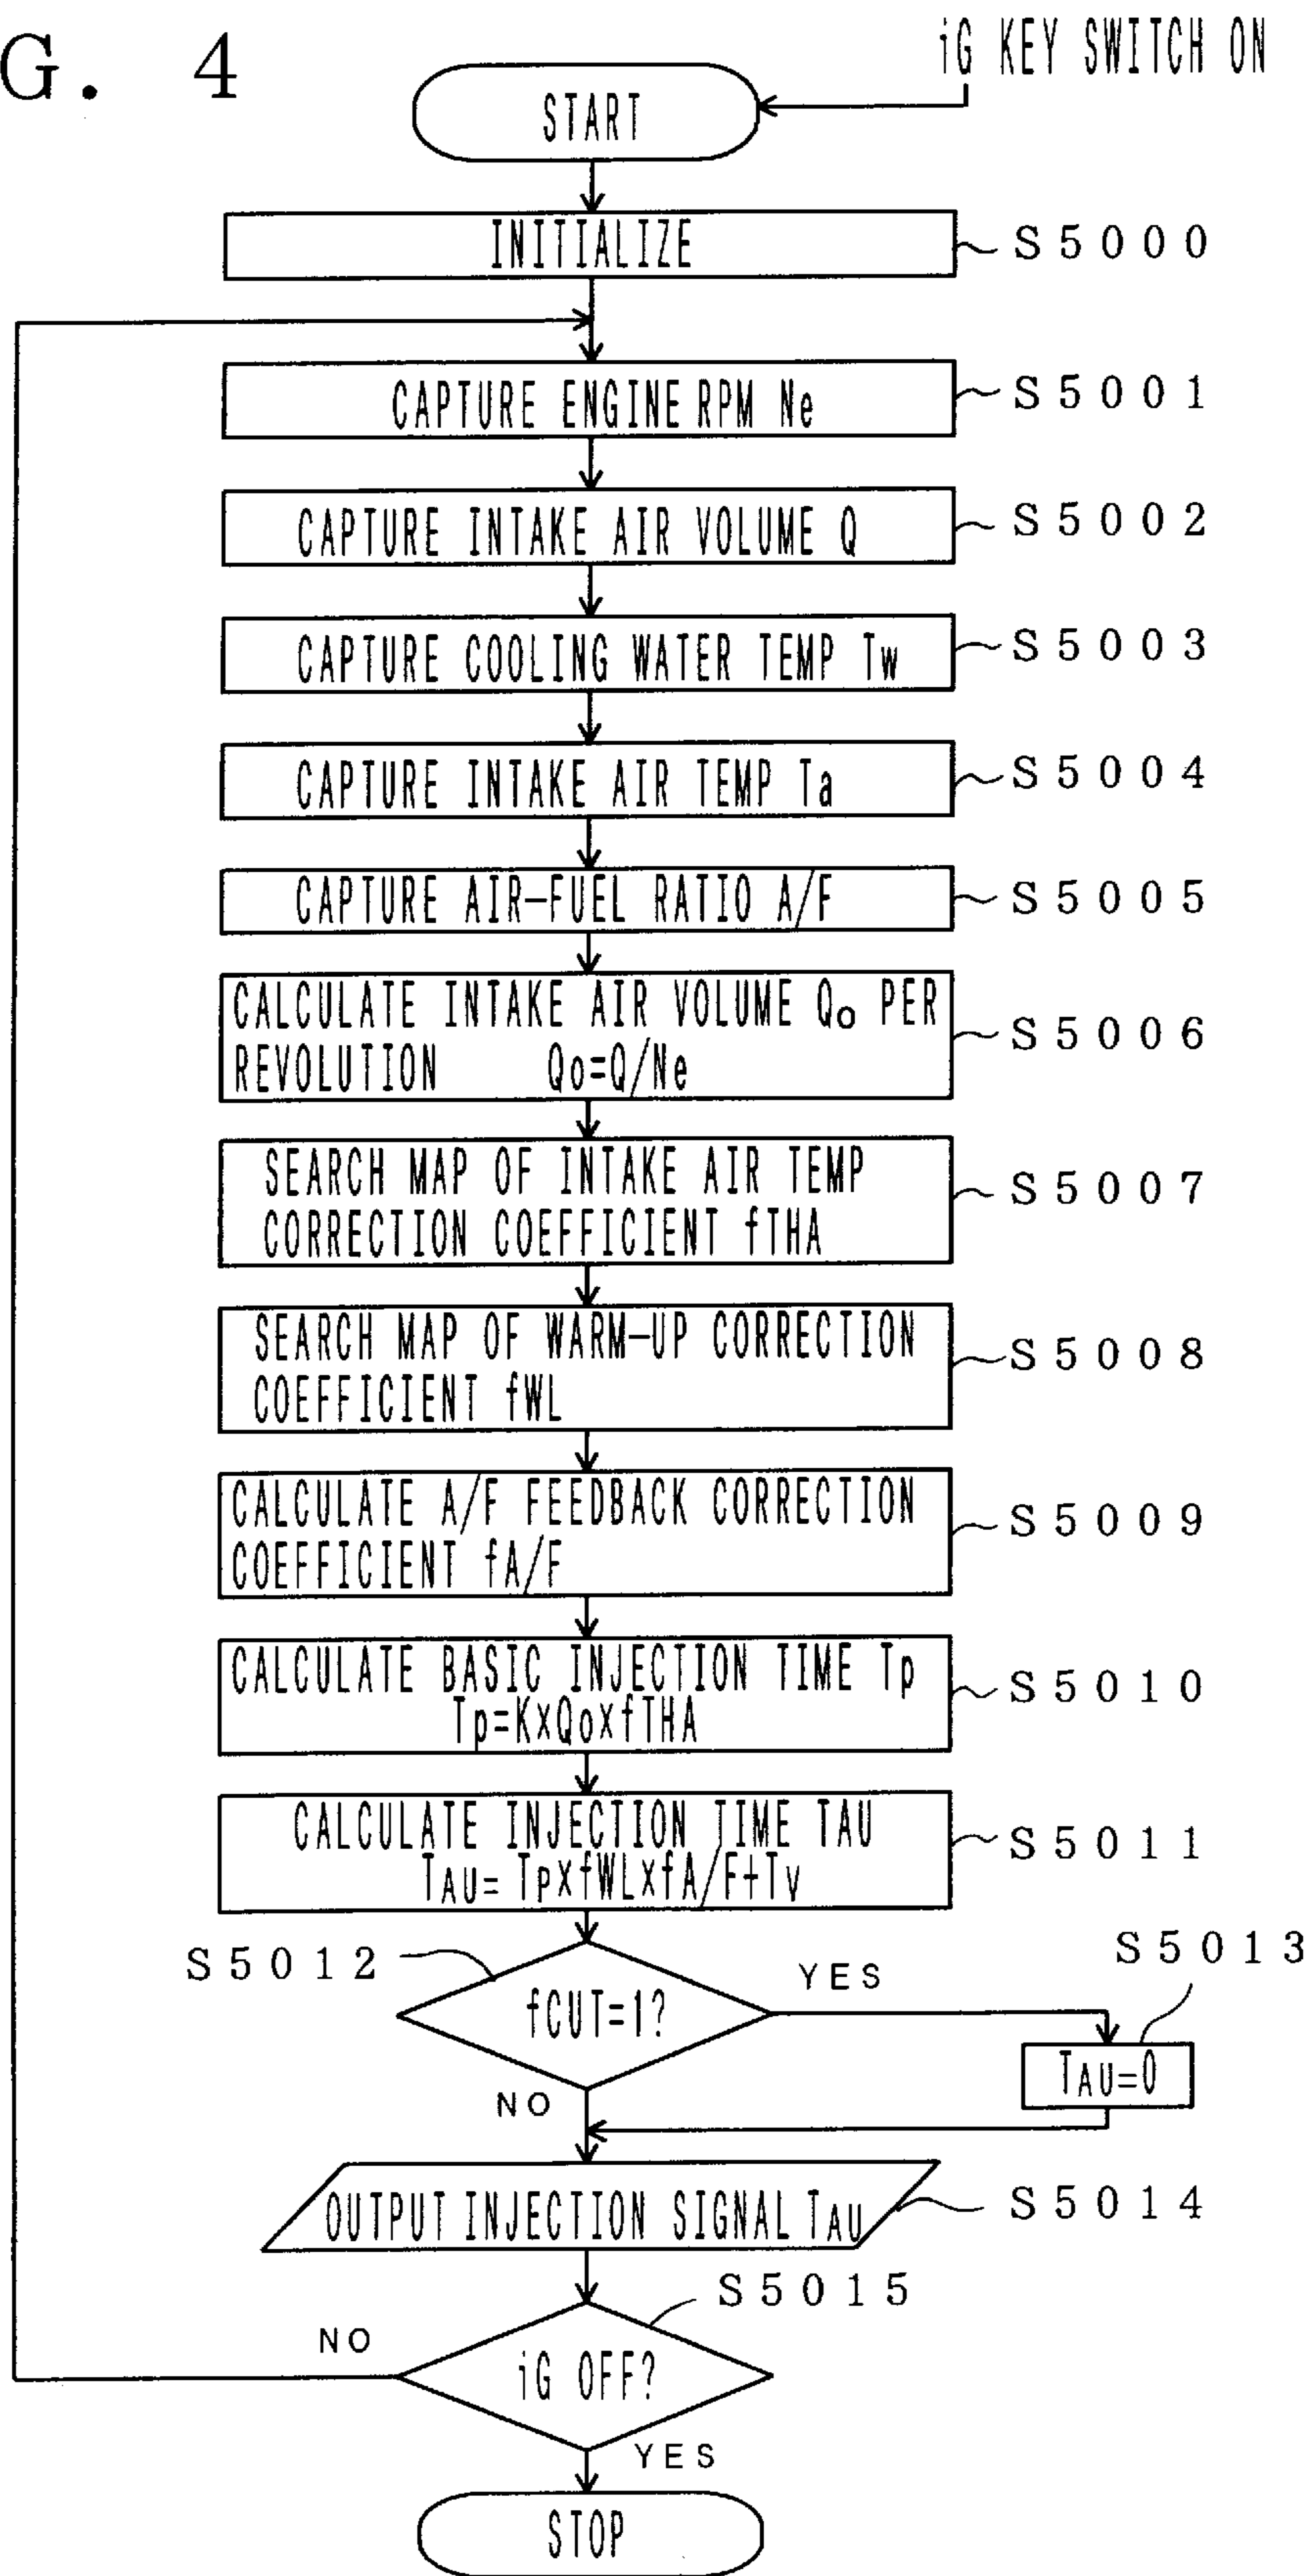 G. 4
iG KEY SWITCH ON
START
INITIALIZE
S5000
CAPTURE ENGINE RPM Ne
S5001
CAPTURE INTAKE AIR VOLUME Q
S5002
CAPTURE COOLING WATER TEMP Tw
S5003
CAPTURE INTAKE AIR TEMP Ta
S5004
CAPTURE AIR-FUEL RATIO A/F
S5005
CALCULATE INTAKE AIR VOLUME Qo PER
REVOLUTION Qo=Q/Ne
S5006
SEARCH MAP OF INTAKE AIR TEMP
CORRECTION COEFFICIENT fTHA
S5007
SEARCH MAP OF WARM-UP CORRECTION
COEFFICIENT fWL
S5008
CALCULATE A/F FEEDBACK CORRECTION
COEFFICIENT fA/F
S5009
CALCULATE BASIC INJECTION TIME Tp
Tp=K×Qo×fTHA
S5010
CALCULATE INJECTION TIME TAU
TAU= Tp×fWL×fA/F+Tv
S5011
S5012
fCUT=1?
YES
S5013
TAU=0
NO
OUTPUT INJECTION SIGNAL TAU
S5014
S5015
NO
iG OFF?
YES
STOP